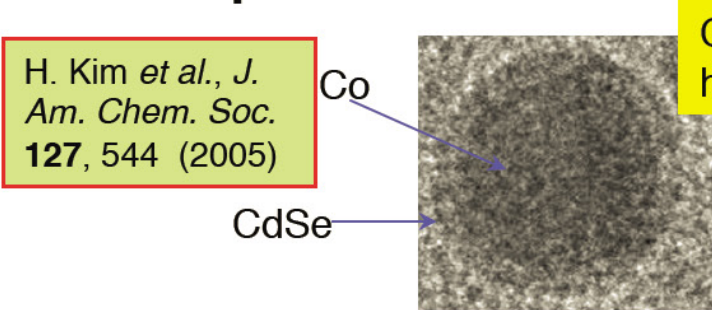 H. Kim et al., J.
Am. Chem. Soc.
127, 544 (2005)
Co
CdSe